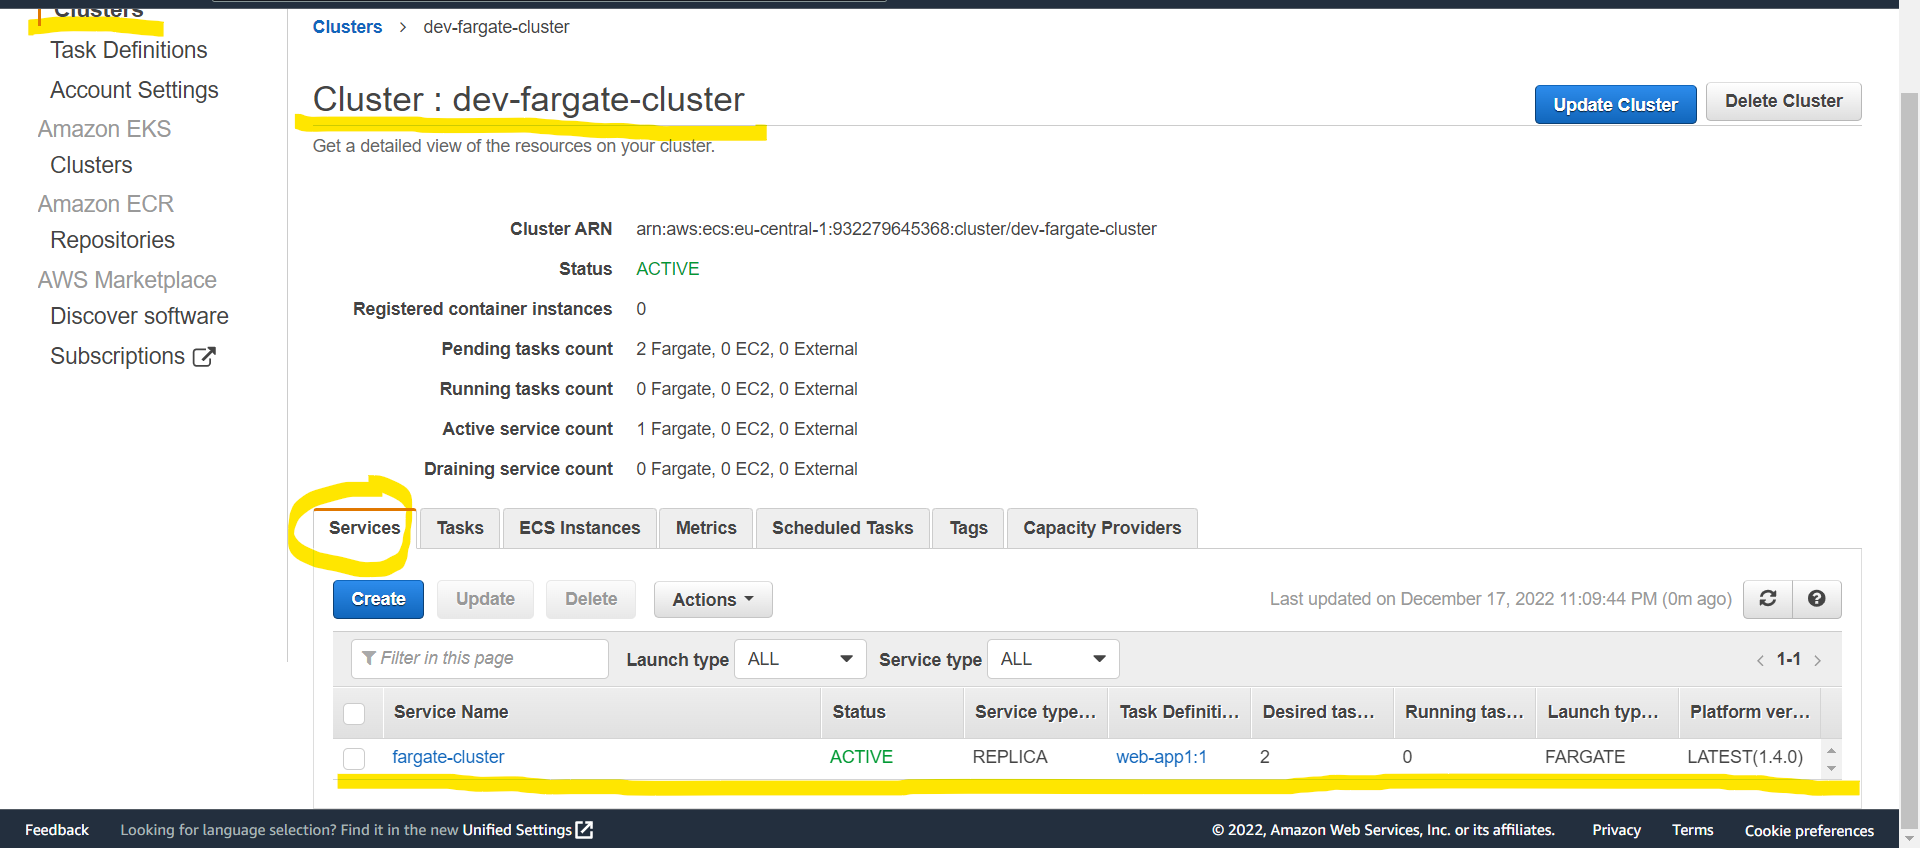 Clusters
Task Definitions
Account Settings
Amazon EKS
Clusters
Amazon ECR
Repositories
AWS Marketplace
Discover software
Subscriptions
Clusters > dev-fargate-cluster
Cluster : dev-fargate-cluster
Update Cluster
Delete Cluster
Get a detailed view of the resources on your cluster.
Cluster ARN arn:aws:ecs:eu-central-1:932279645368:cluster/dev-fargate-cluster
Status ACTIVE
Registered container instances 0
Pending tasks count 2 Fargate, 0 EC2, 0 External
Running tasks count 0 Fargate, 0 EC2, 0 External
Active service count 1 Fargate, 0 EC2, 0 External
Draining service count 0 Fargate, 0 EC2, 0 External
Services Tasks ECS Instances Metrics Scheduled Tasks Tags Capacity Providers
Create Update Delete Actions Last updated on December 17, 2022 11:09:44 PM (0m ago)
Filter in this page Launch type ALL Service type ALL < 1-1 >
Service Name Status Service type... Task Definiti... Desired tas... Running tas... Launch typ... Platform ver...
fargate-cluster ACTIVE REPLICA web-app1:1 2 0 FARGATE LATEST(1.4.0)
Feedback Looking for language selection? Find it in the new Unified Settings © 2022, Amazon Web Services, Inc. or its affiliates. Privacy Terms Cookie preferences